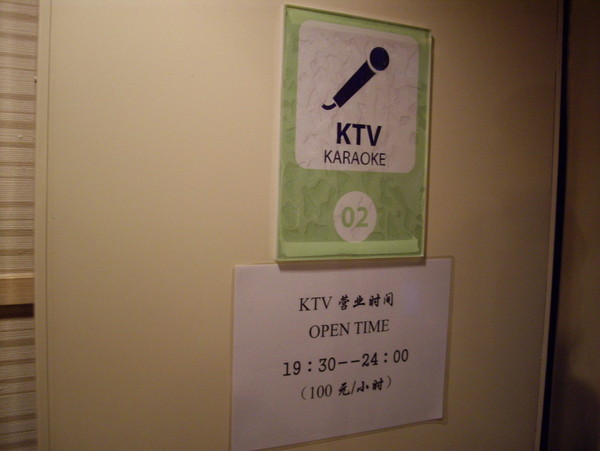 KTV
KARAOKE
02
KTV 营业时间
OPEN TIME
19：30--24：00
（100 元/小时）